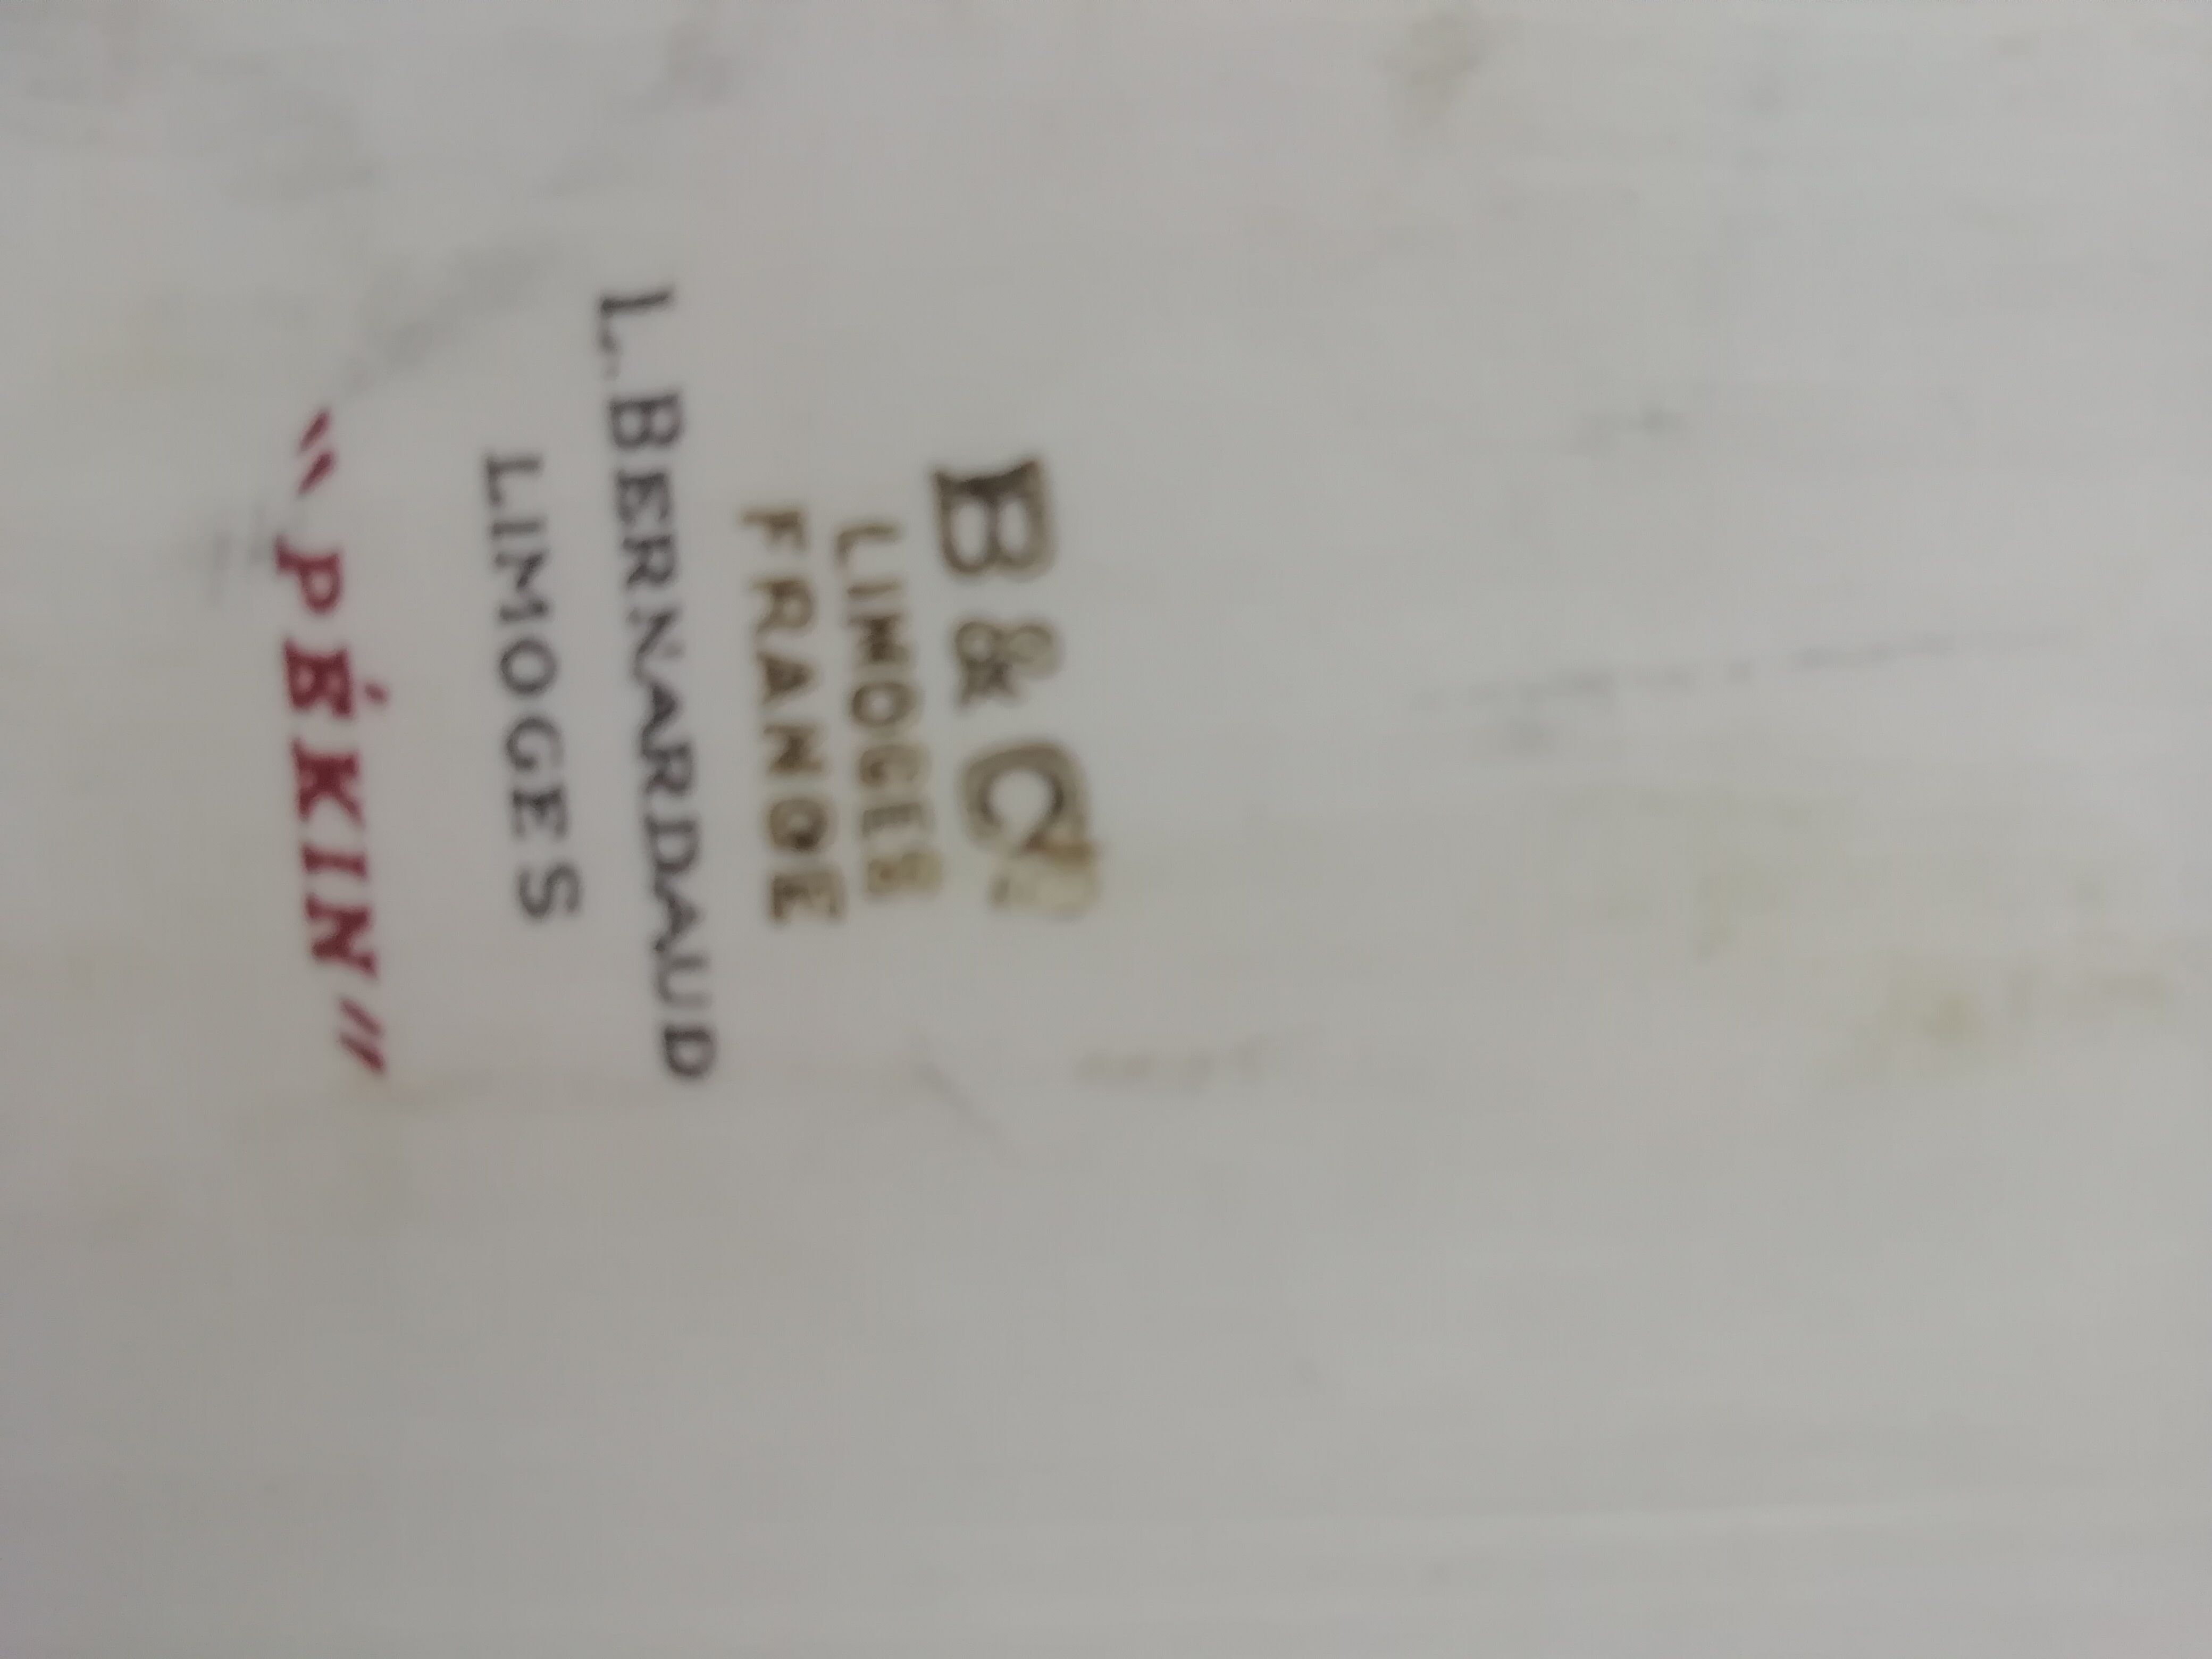 B & Co
LIMOGES
FRANCE
L. BERNARDAUD
LIMOGES
"PÉKIN"